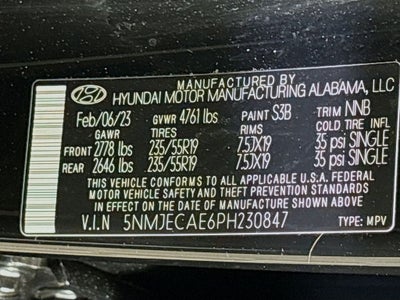 MANUFACTURED BY
HYUNDAI MOTOR MANUFACTURING ALABAMA, LLC
Feb/06/23 GVWR 4761 lbs PAINT S3B TRIM NNB
GAWR TIRES RIMS COLD TIRE INFL
FRONT 2778 lbs 235/55R19 7.5JX19 35 psi SINGLE
REAR 2646 lbs 235/55R19 7.5JX19 35 psi SINGLE
THIS VEHICLE CONFORMS TO ALL APPLICABLE U.S.A. FEDERAL
MOTOR VEHICLE SAFETY AND THEFT PREVENTION STANDARDS
IN EFFECT ON THE DATE OF MANUFACTURE SHOWN ABOVE
V.I.N 5NMJECAE6PH230847 TYPE: MPV